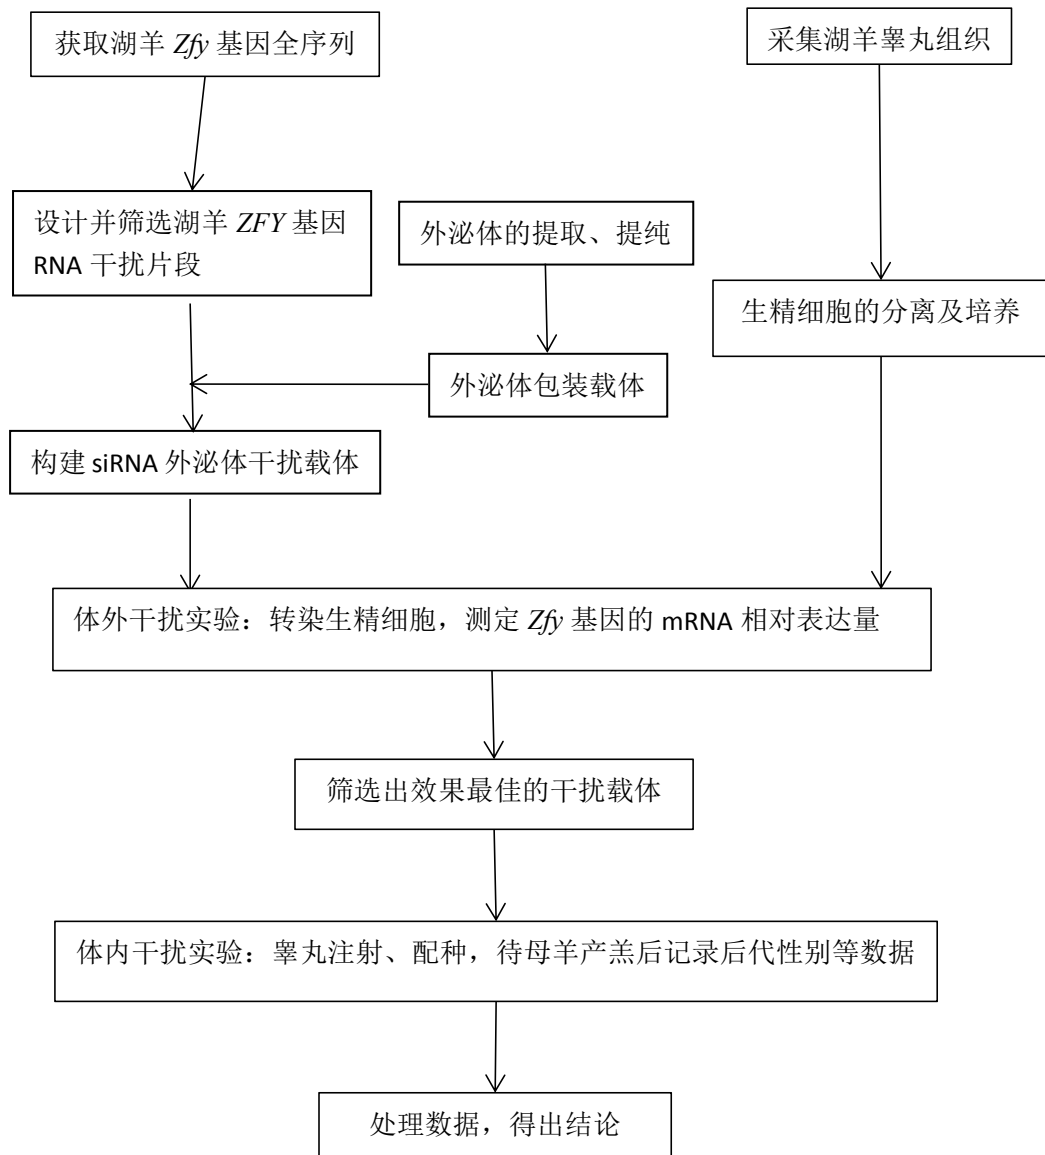 获取湖羊 Zfy 基因全序列
采集湖羊睾丸组织
设计并筛选湖羊 ZFY 基因
RNA 干扰片段
外泌体的提取、提纯
生精细胞的分离及培养
外泌体包装载体
构建 siRNA 外泌体干扰载体
体外干扰实验：转染生精细胞，测定 Zfy 基因的 mRNA 相对表达量
筛选出效果最佳的干扰载体
体内干扰实验：睾丸注射、配种，待母羊产羔后记录后代性别等数据
处理数据，得出结论